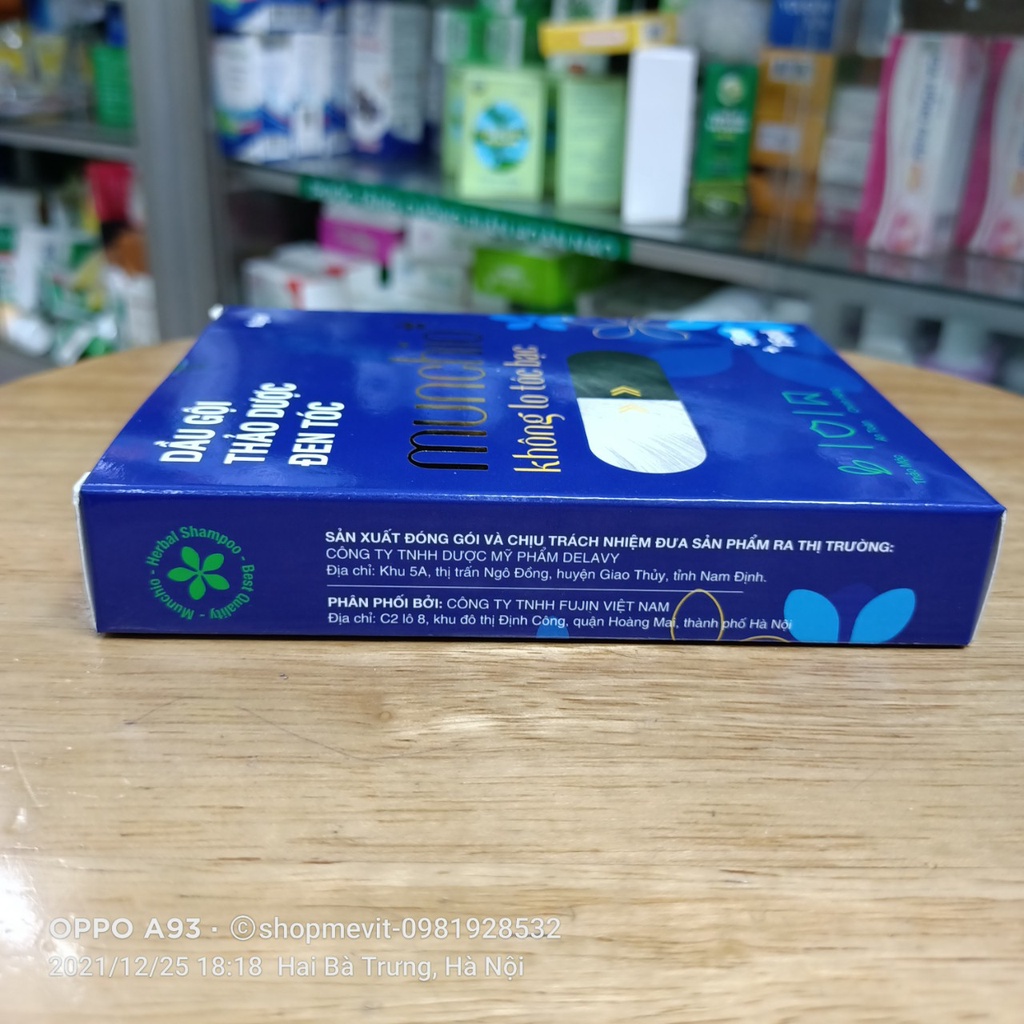 DẦU GỘI
THẢO DƯỢC
ĐEN TÓC
munchio
không lo tóc bạc
Herbal Shampoo - Best Quality - Munchio -
SẢN XUẤT ĐÓNG GÓI VÀ CHỊU TRÁCH NHIỆM ĐƯA SẢN PHẨM RA THỊ TRƯỜNG:
CÔNG TY TNHH DƯỢC MỸ PHẨM DELAVY
Địa chỉ: Khu 5A, thị trấn Ngô Đồng, huyện Giao Thủy, tỉnh Nam Định.
PHÂN PHỐI BỞI: CÔNG TY TNHH FUJIN VIỆT NAM
Địa chỉ: C2 lô 8, khu đô thị Định Công, quận Hoàng Mai, thành phố Hà Nội
OPPO A93 · ©shopmevit-0981928532
2021/12/25 18:18 Hai Bà Trưng, Hà Nội